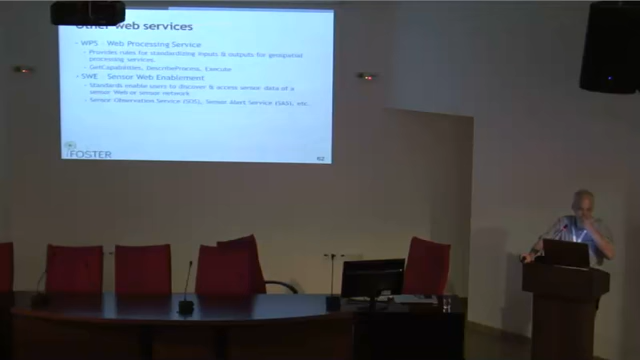 Other web services
WPS – Web Processing Service
Provides rules for standardizing inputs & outputs for geospatial
processing services.
GetCapabilities, DescribeProcess, Execute
SWE – Sensor Web Enablement
Standards enable users to discover & access sensor data of a
sensor Web or sensor network
Sensor Observation Service (SOS), Sensor Alert Service (SAS), etc.
FOSTER
62